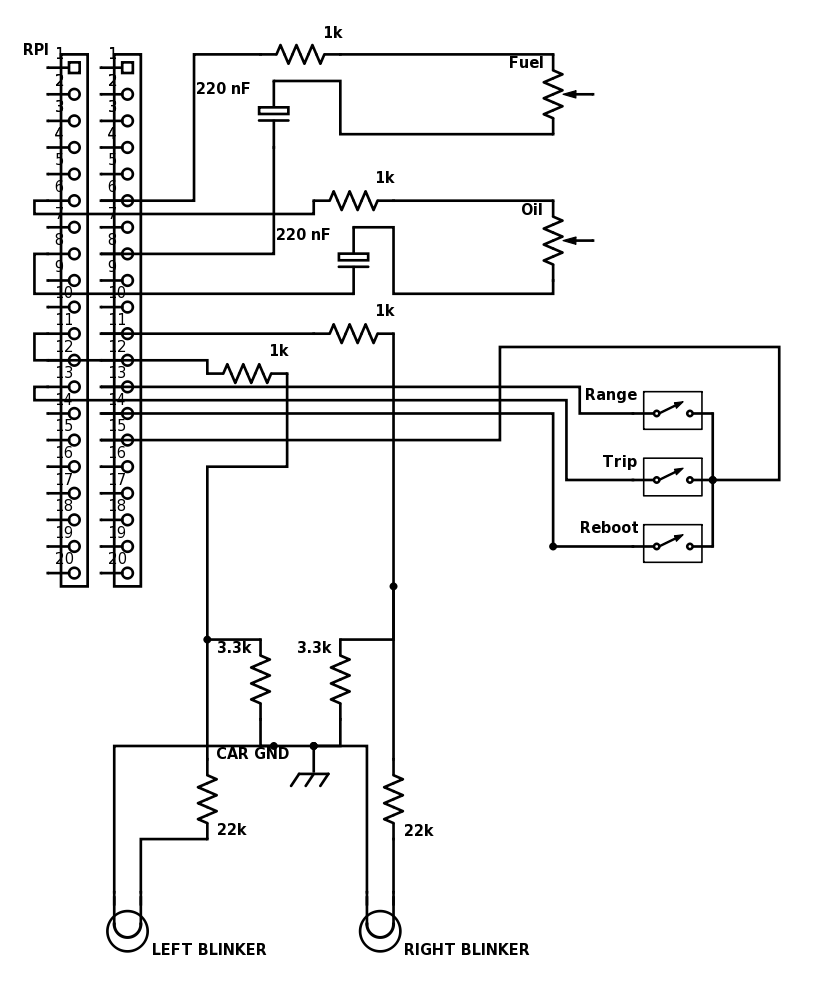 1k
RPI 1 1
Fuel
2 2
220 nF
3 3
4 4
5 5
1k
6 6
Oil
7 7
220 nF
8 8
9 9
10 10
1k
11 11
1k
12 12
13 13
Range
14 14
15 15
Trip
16 16
17 17
18 18
Reboot
19 19
20 20
3.3k 3.3k
CAR GND
22k 22k
LEFT BLINKER RIGHT BLINKER